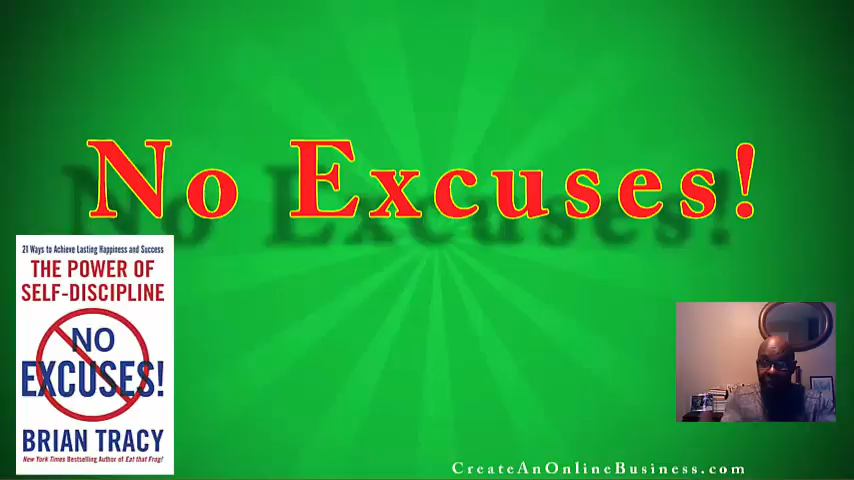 No Excuses!
21 Ways to Achieve Lasting Happiness and Success
THE POWER OF
SELF-DISCIPLINE
NO
EXCUSES!
BRIAN TRACY
New York Times Bestselling Author of Eat that Frog!
CreateAnOnlineBusiness.com